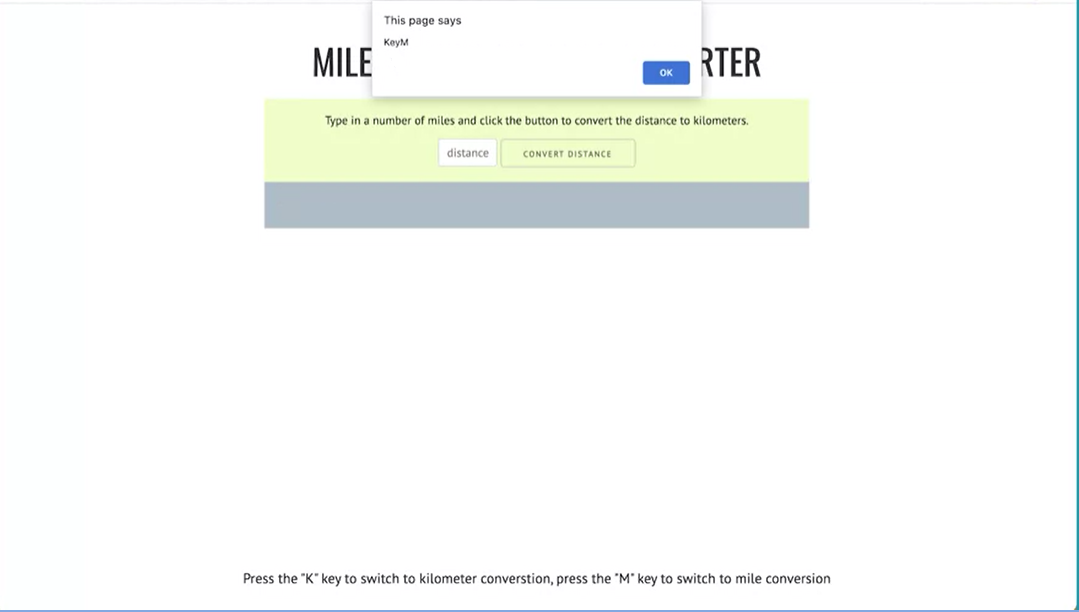 This page says
KeyM
OK
MILE RTER
Type in a number of miles and click the button to convert the distance to kilometers.
distance CONVERT DISTANCE
Press the "K" key to switch to kilometer converstion, press the "M" key to switch to mile conversion